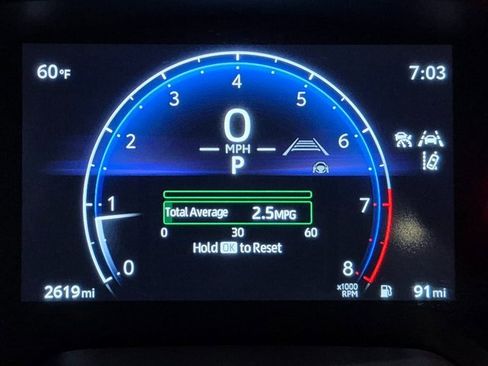 60°F
7:03
4
3
5
0
MPH
2
6
P
1
Total Average 2.5MPG
7
0 30 60
Hold OK to Reset
0
8
x1000
RPM
2619mi
91mi